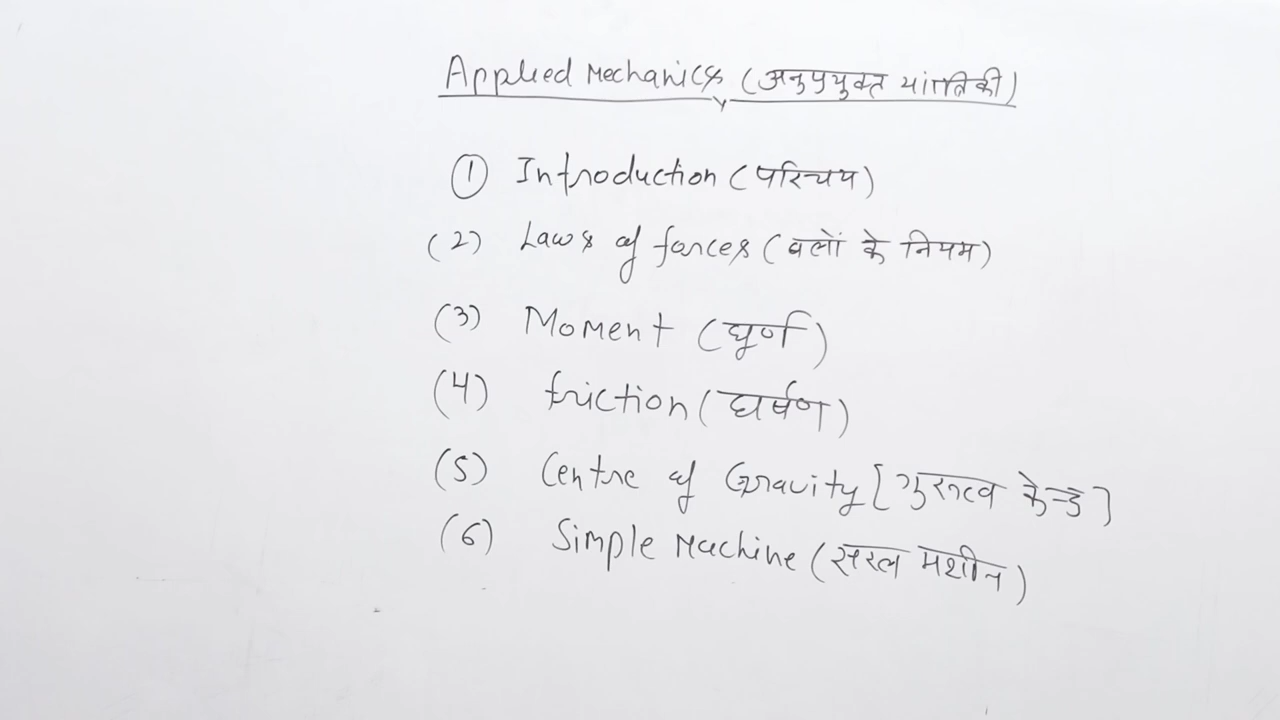 Applied Mechanics (अनुप्रयुक्त यांत्रिकी)
① Introduction (परिचय)
(2) Laws of forces (बलों के नियम)
(3) Moment (घूर्ण)
(4) friction (घर्षण)
(5) Centre of Gravity [गुरुत्व केन्द्र]
(6) Simple Machine (सरल मशीन)